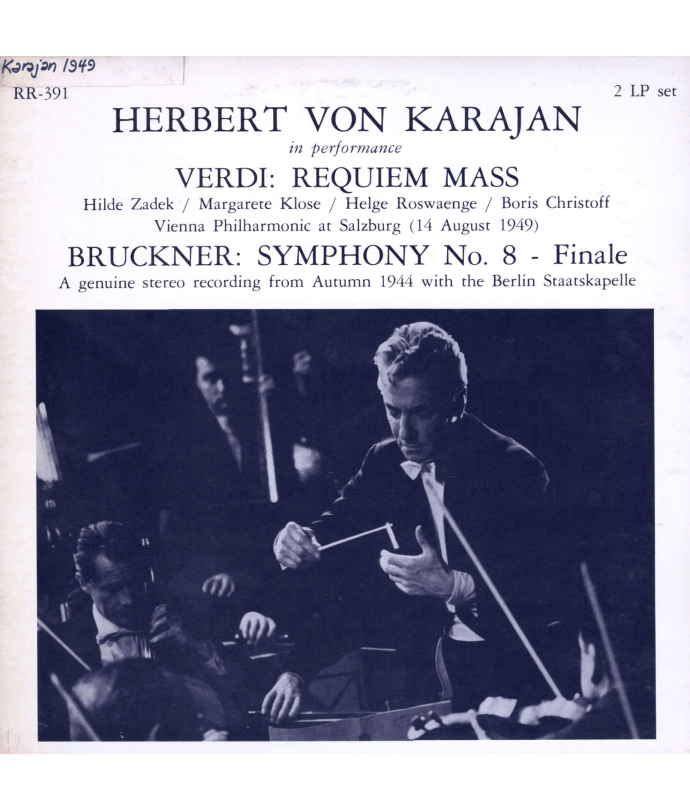 Karajan 1949
RR-391
2 LP set
HERBERT VON KARAJAN
in performance
VERDI: REQUIEM MASS
Hilde Zadek / Margarete Klose / Helge Roswaenge / Boris Christoff
Vienna Philharmonic at Salzburg (14 August 1949)
BRUCKNER: SYMPHONY No. 8 - Finale
A genuine stereo recording from Autumn 1944 with the Berlin Staatskapelle